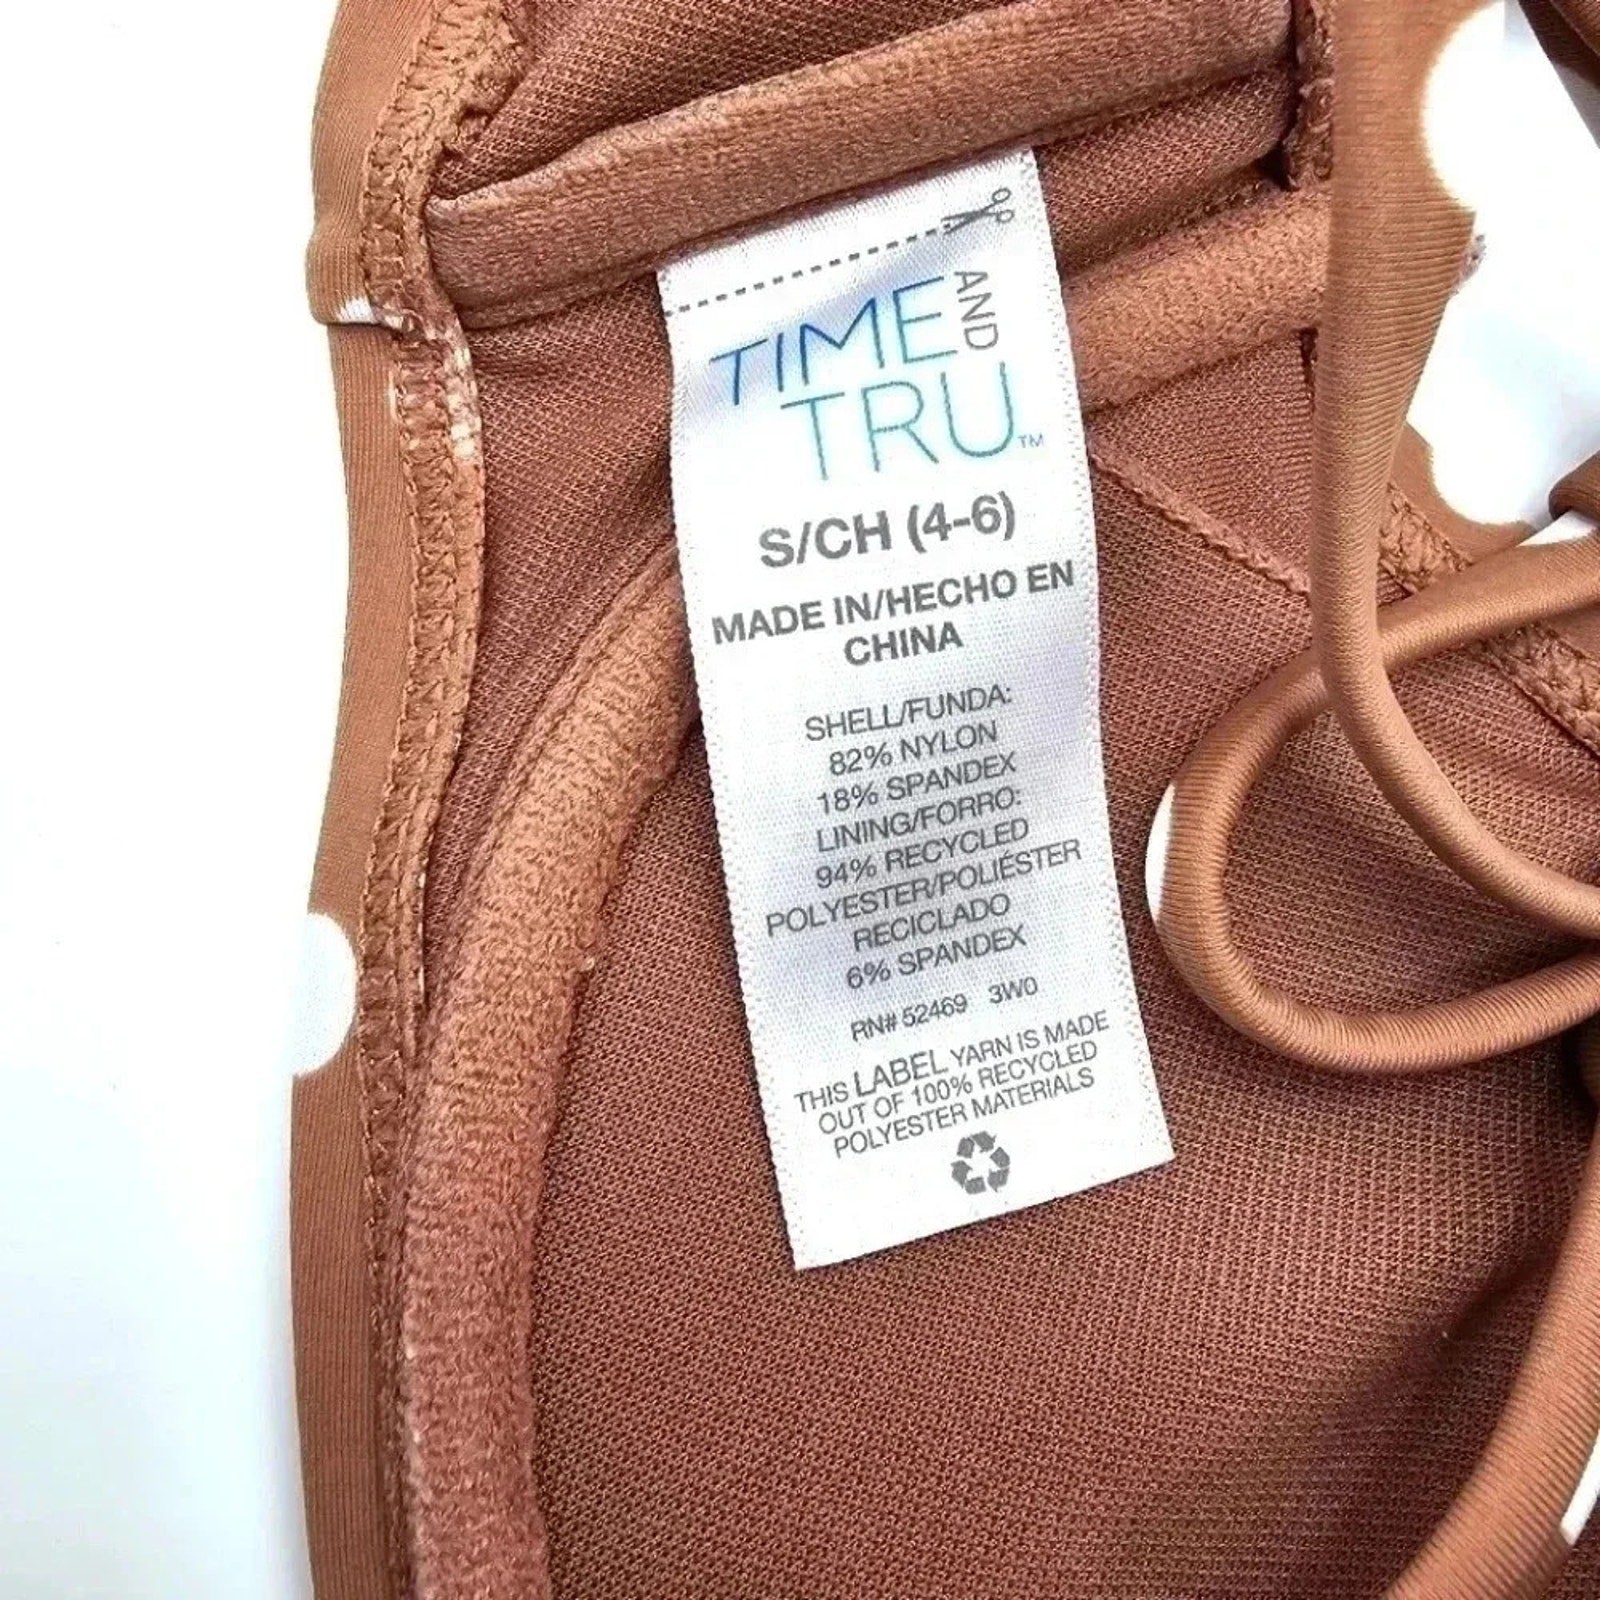 TIME AND
TRU™
S/CH (4-6)
MADE IN/HECHO EN
CHINA
SHELL/FUNDA:
82% NYLON
18% SPANDEX
LINING/FORRO:
94% RECYCLED
POLYESTER/POLIÉSTER
RECICLADO
6% SPANDEX
RN# 52469 3W0
THIS LABEL YARN IS MADE
OUT OF 100% RECYCLED
POLYESTER MATERIALS